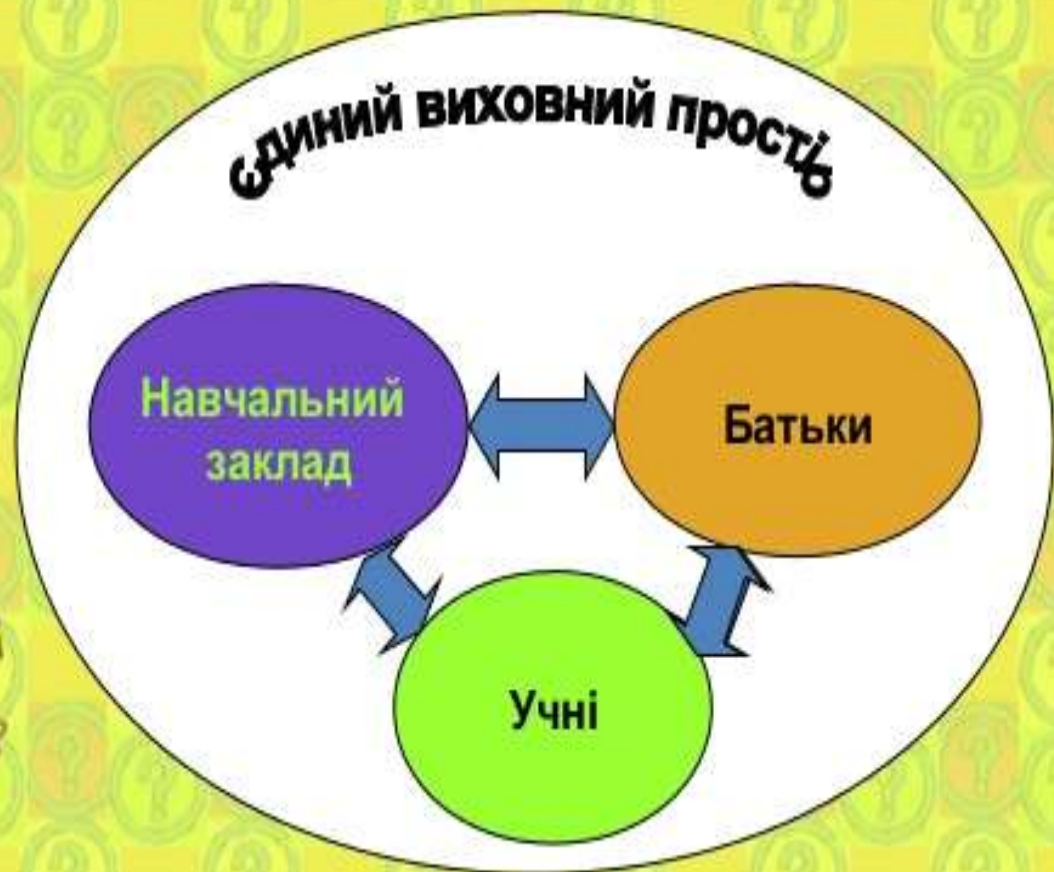 єдиний виховний простір
Навчальний
заклад
Батьки
Учні